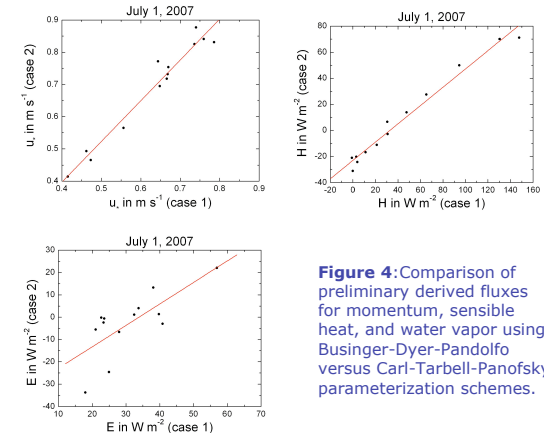 July 1, 2007
0.9
0.8
0.7
0.6
0.5
0.4
u* in m s-1 (case 2)
0.4 0.5 0.6 0.7 0.8 0.9
u* in m s-1 (case 1)
July 1, 2007
80
60
40
20
0
-20
-40
H in W m-2 (case 2)
-20 0 20 40 60 80 100 120 140 160
H in W m-2 (case 1)
July 1, 2007
30
20
10
0
-10
-20
-30
-40
E in W m-2 (case 2)
10 20 30 40 50 60 70
E in W m-2 (case 1)
Figure 4:Comparison of
preliminary derived fluxes
for momentum, sensible
heat, and water vapor using
Businger-Dyer-Pandolfo
versus Carl-Tarbell-Panofsky
parameterization schemes.